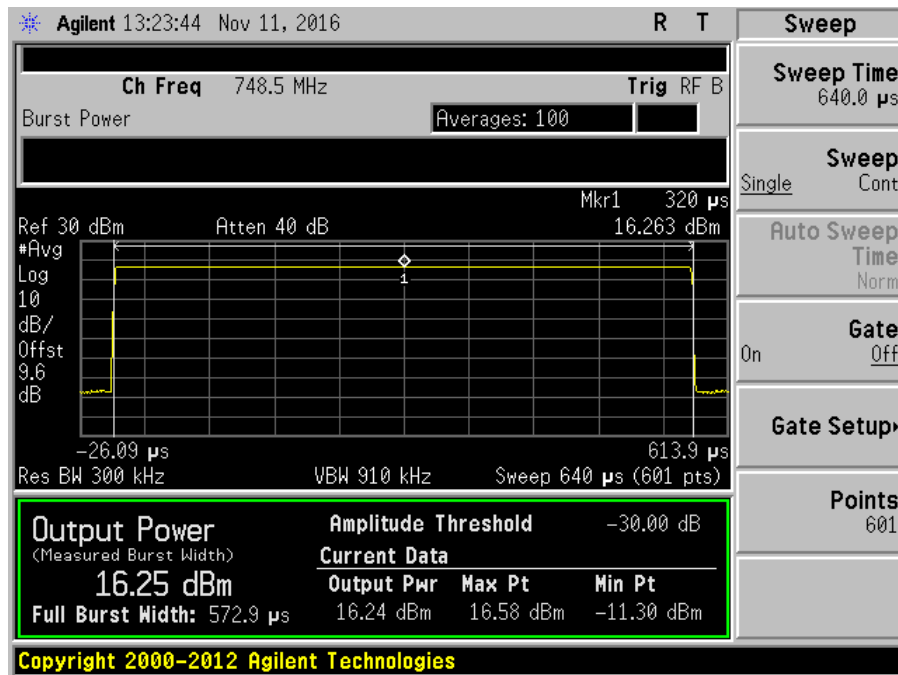 Agilent 13:23:44 Nov 11, 2016 R T
Ch Freq 748.5 MHz Trig RF B
Burst Power Averages: 100
Mkr1 320 µs
Ref 30 dBm Atten 40 dB 16.263 dBm
#Avg
Log
10
dB/
Offst
9.6
dB
1
-26.09 µs 613.9 µs
Res BW 300 kHz VBW 910 kHz Sweep 640 µs (601 pts)
Output Power
(Measured Burst Width)
16.25 dBm
Full Burst Width: 572.9 µs
Amplitude Threshold -30.00 dB
Current Data
Output Pwr Max Pt Min Pt
16.24 dBm 16.58 dBm -11.30 dBm
Copyright 2000-2012 Agilent Technologies
Sweep
Sweep Time
640.0 µs
Sweep
Single Cont
Auto Sweep
Time
Norm
Gate
On Off
Gate Setup
Points
601